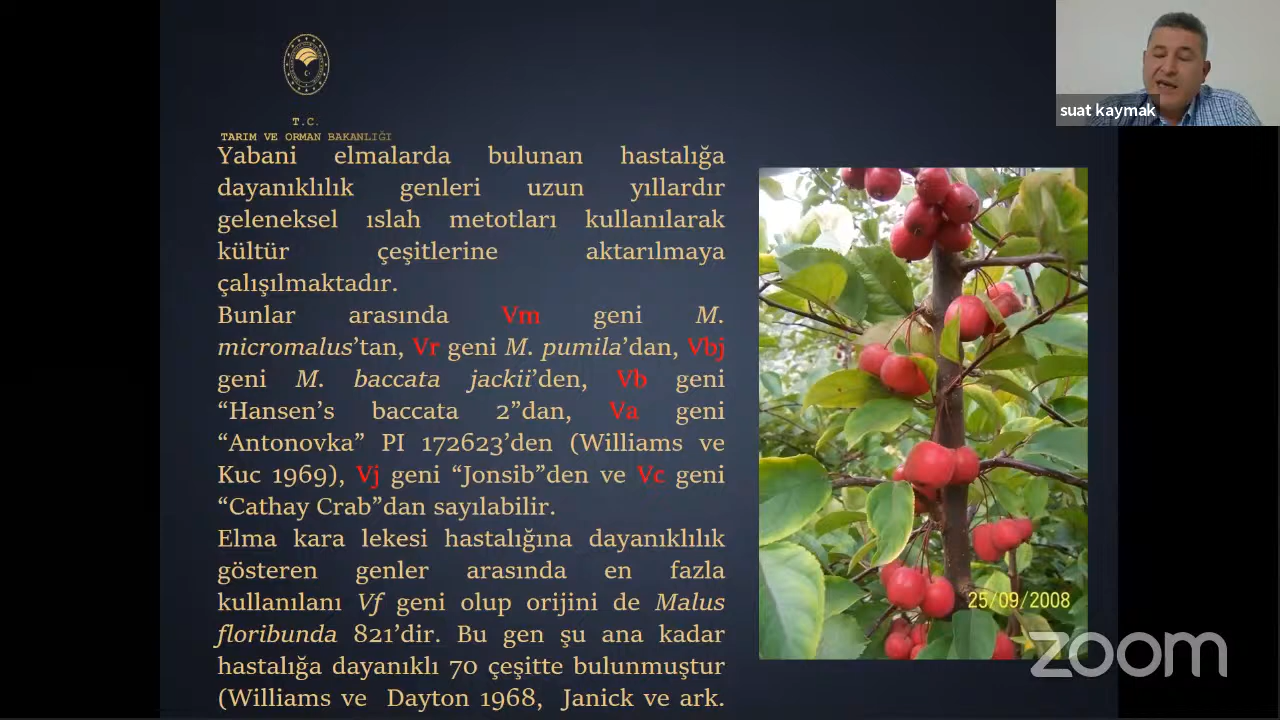 suat kaymak
T.C.
TARIM VE ORMAN BAKANLIĞI
Yabani elmalarda bulunan hastalığa
dayanıklılık genleri uzun yıllardır
geleneksel ıslah metotları kullanılarak
kültür çeşitlerine aktarılmaya
çalışılmaktadır.
Bunlar arasında Vm geni M.
micromalus’tan, Vr geni M. pumila’dan, Vbj
geni M. baccata jackii’den, Vb geni
“Hansen’s baccata 2”dan, Va geni
“Antonovka” PI 172623’den (Williams ve
Kuc 1969), Vj geni “Jonsib”den ve Vc geni
“Cathay Crab”dan sayılabilir.
Elma kara lekesi hastalığına dayanıklılık
gösteren genler arasında en fazla
kullanılanı Vf geni olup orijini de Malus
floribunda 821’dir. Bu gen şu ana kadar
hastalığa dayanıklı 70 çeşitte bulunmuştur
(Williams ve Dayton 1968, Janick ve ark.
25/09/2008
zoom